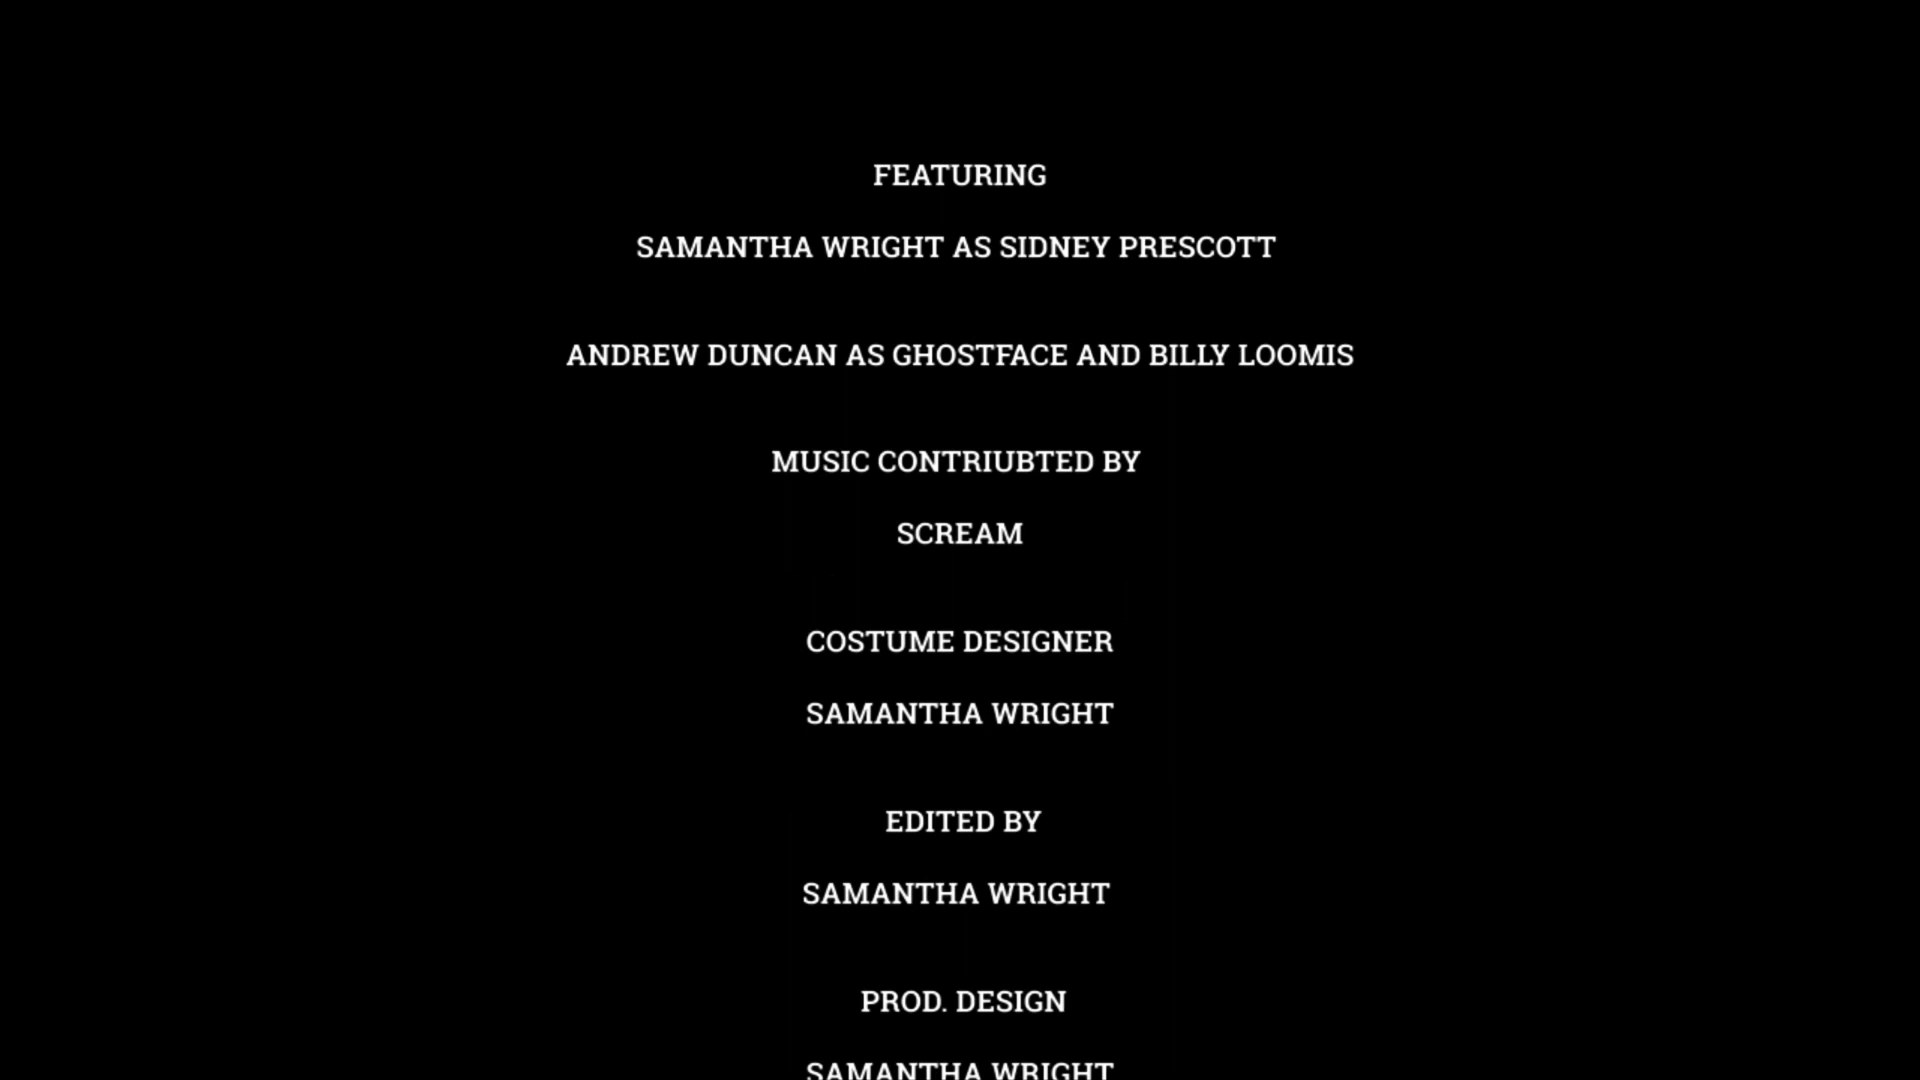 FEATURING
SAMANTHA WRIGHT AS SIDNEY PRESCOTT
ANDREW DUNCAN AS GHOSTFACE AND BILLY LOOMIS
MUSIC CONTRIUBTED BY
SCREAM
COSTUME DESIGNER
SAMANTHA WRIGHT
EDITED BY
SAMANTHA WRIGHT
PROD. DESIGN
SAMANTHA WRIGHT